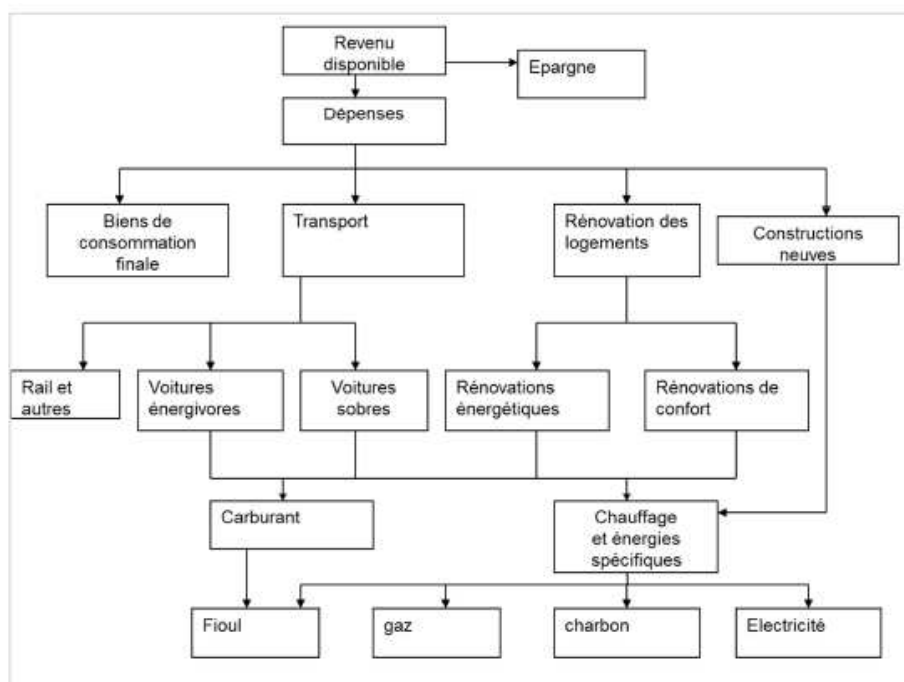 Revenu
disponible
Epargne
Dépenses
Biens de
consommation
finale
Transport
Rénovation des
logements
Constructions
neuves
Rail et
autres
Voitures
énergivores
Voitures
sobres
Rénovations
énergétiques
Rénovations de
confort
Carburant
Chauffage
et énergies
spécifiques
Fioul
gaz
charbon
Electricité